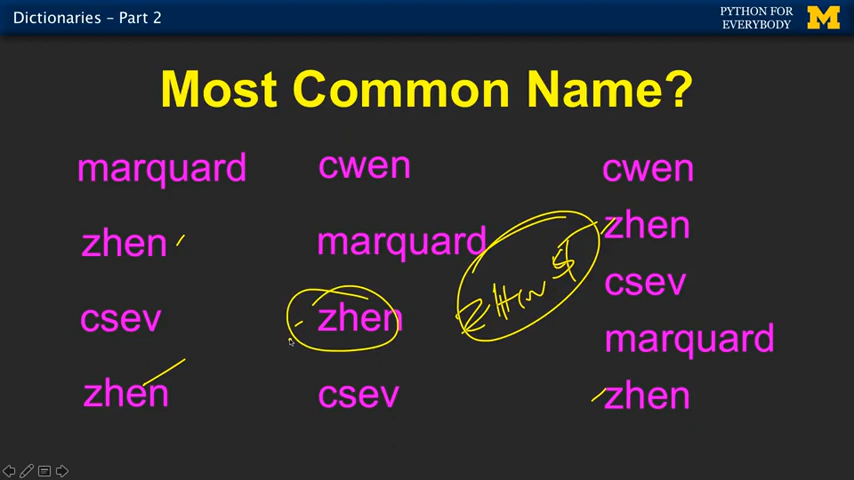 Dictionaries - Part 2
PYTHON FOR
EVERYBODY
Most Common Name?
marquard
zhen
csev
zhen
cwen
marquard
zhen
csev
cwen
zhen
csev
marquard
zhen